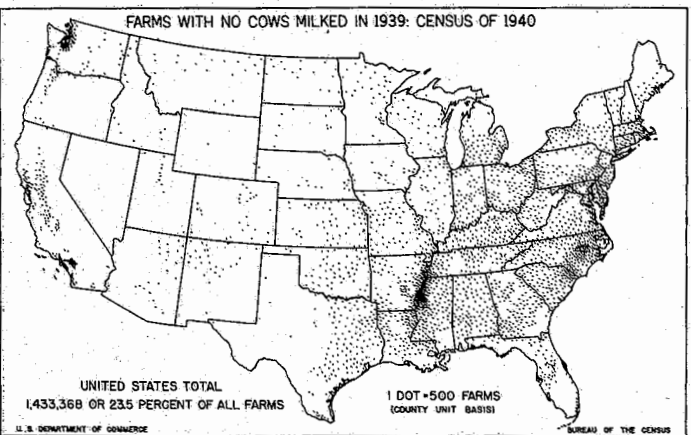 FARMS WITH NO COWS MILKED IN 1939: CENSUS OF 1940
UNITED STATES TOTAL
1,433,368 OR 23.5 PERCENT OF ALL FARMS
1 DOT=500 FARMS
(COUNTY UNIT BASIS)
U. S. DEPARTMENT OF COMMERCE
BUREAU OF THE CENSUS